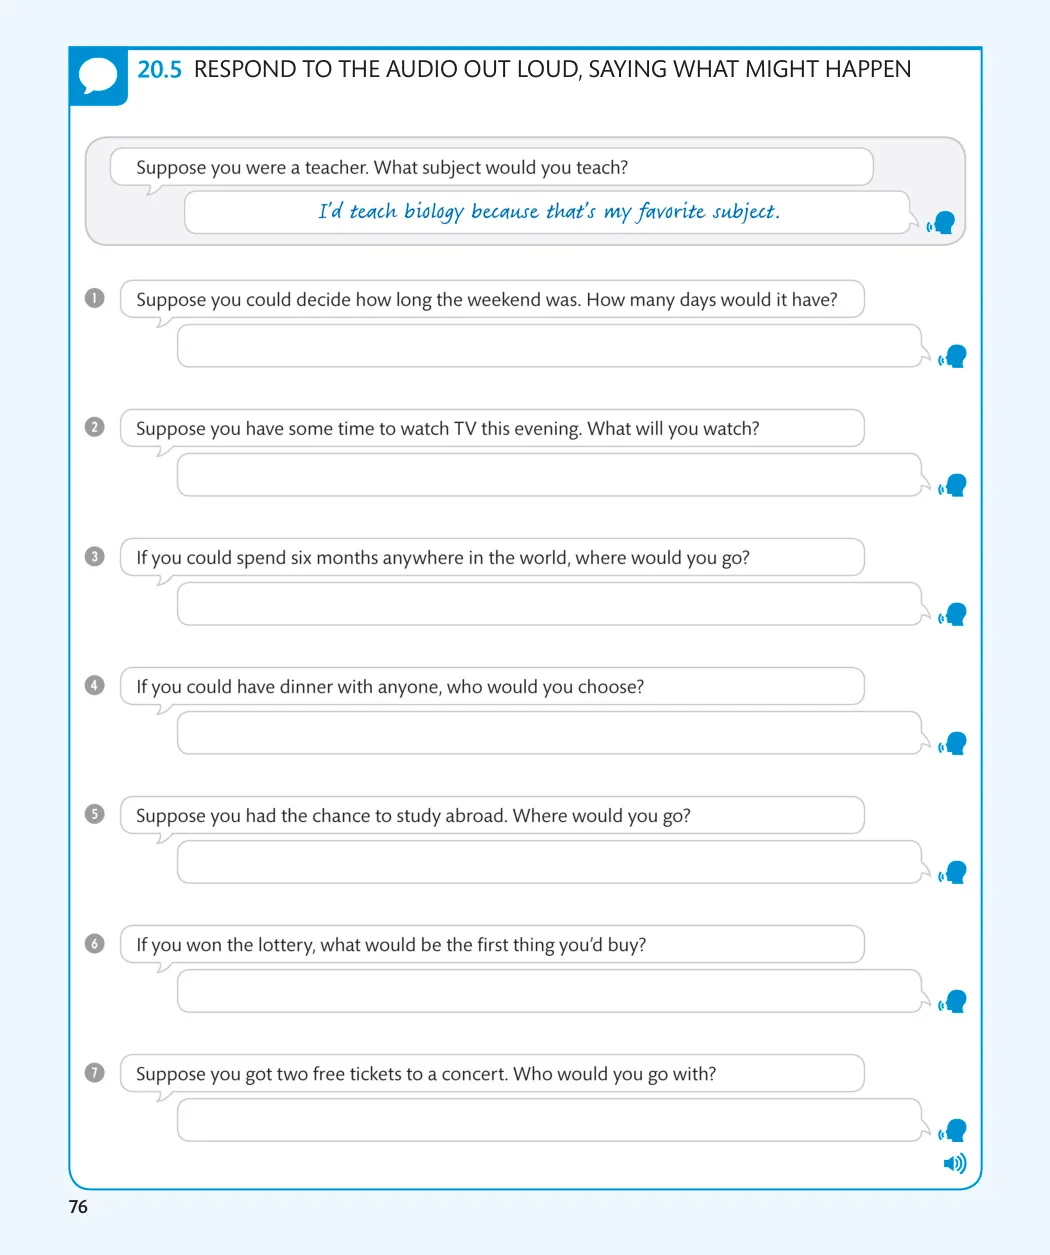 20.5 RESPOND TO THE AUDIO OUT LOUD, SAYING WHAT MIGHT HAPPEN
Suppose you were a teacher. What subject would you teach?
I'd teach biology because that's my favorite subject.
1 Suppose you could decide how long the weekend was. How many days would it have?
2 Suppose you have some time to watch TV this evening. What will you watch?
3 If you could spend six months anywhere in the world, where would you go?
4 If you could have dinner with anyone, who would you choose?
5 Suppose you had the chance to study abroad. Where would you go?
6 If you won the lottery, what would be the first thing you'd buy?
7 Suppose you got two free tickets to a concert. Who would you go with?
76